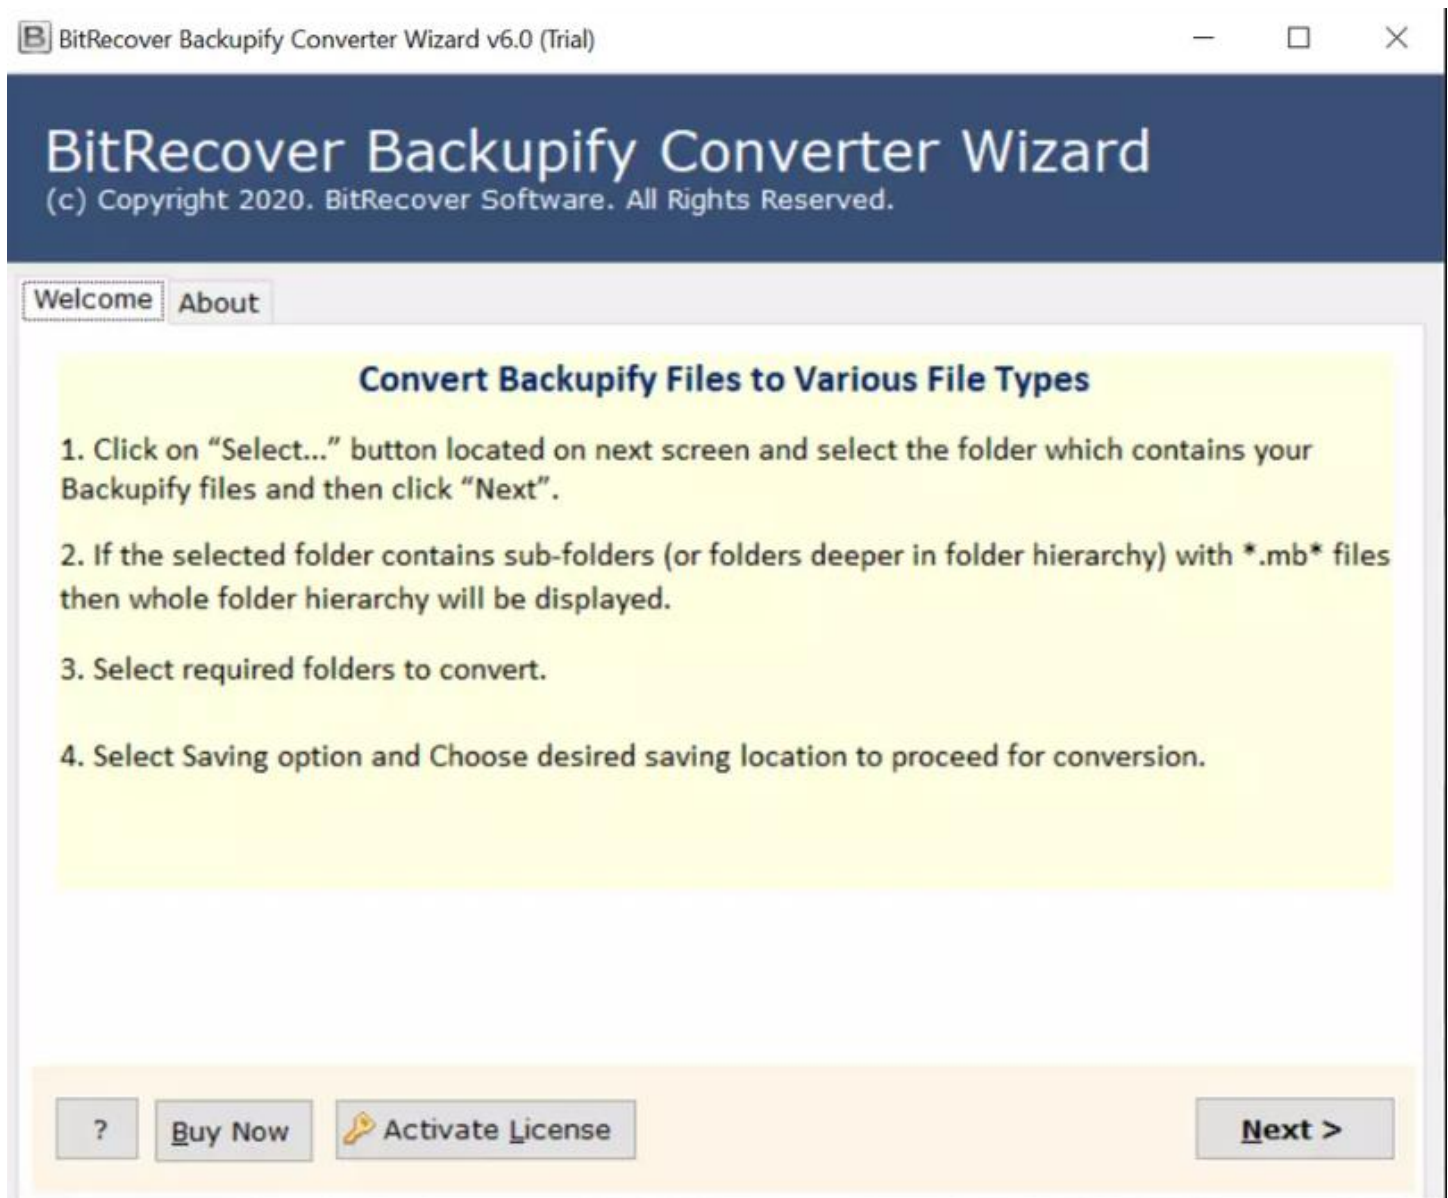 BitRecover Backupify Converter Wizard v6.0 (Trial)
BitRecover Backupify Converter Wizard
(c) Copyright 2020. BitRecover Software. All Rights Reserved.
Welcome About
Convert Backupify Files to Various File Types
1. Click on “Select...” button located on next screen and select the folder which contains your
Backupify files and then click “Next”.
2. If the selected folder contains sub-folders (or folders deeper in folder hierarchy) with *.mb* files
then whole folder hierarchy will be displayed.
3. Select required folders to convert.
4. Select Saving option and Choose desired saving location to proceed for conversion.
? Buy Now Activate License Next >